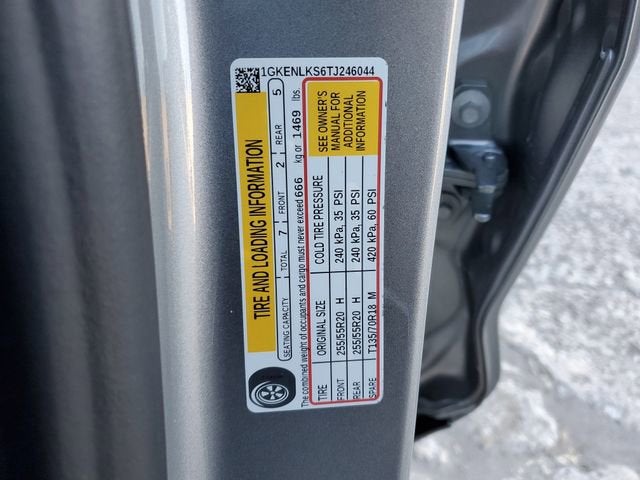 1GKENLKS6TJ246044
TIRE AND LOADING INFORMATION
SEATING CAPACITY TOTAL 7 FRONT 2 REAR 5
The combined weight of occupants and cargo must never exceed 666 kg or 1469 lbs.
TIRE ORIGINAL SIZE COLD TIRE PRESSURE
FRONT 255/55R20 H 240 kPa, 35 PSI
REAR 255/55R20 H 240 kPa, 35 PSI
SPARE T135/70R18 M 420 kPa, 60 PSI
SEE OWNER'S
MANUAL FOR
ADDITIONAL
INFORMATION